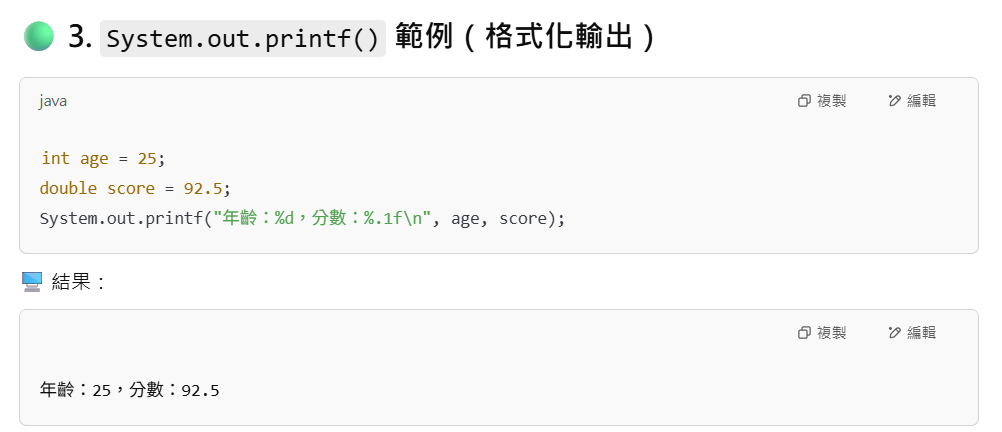 3. System.out.printf() 範例（格式化輸出）
java
複製 編輯
int age = 25;
double score = 92.5;
System.out.printf("年齡：%d，分數：%.1f\n", age, score);
結果：
複製 編輯
年齡：25，分數：92.5